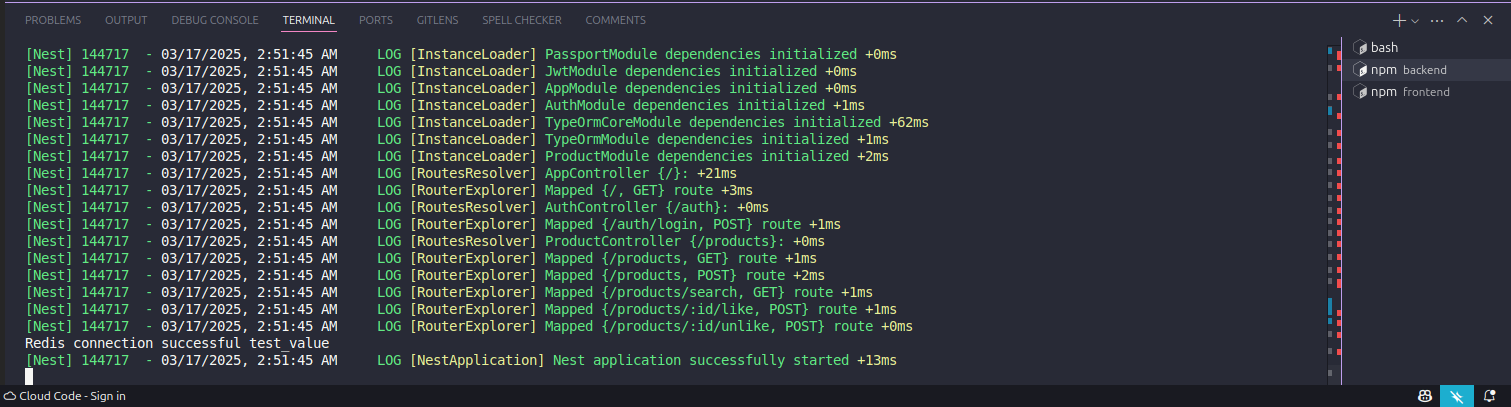 PROBLEMS OUTPUT DEBUG CONSOLE TERMINAL PORTS GITLENS SPELL CHECKER COMMENTS
[Nest] 144717  - 03/17/2025, 2:51:45 AM     LOG [InstanceLoader] PassportModule dependencies initialized +0ms
[Nest] 144717  - 03/17/2025, 2:51:45 AM     LOG [InstanceLoader] JwtModule dependencies initialized +0ms
[Nest] 144717  - 03/17/2025, 2:51:45 AM     LOG [InstanceLoader] AppModule dependencies initialized +0ms
[Nest] 144717  - 03/17/2025, 2:51:45 AM     LOG [InstanceLoader] AuthModule dependencies initialized +1ms
[Nest] 144717  - 03/17/2025, 2:51:45 AM     LOG [InstanceLoader] TypeOrmCoreModule dependencies initialized +62ms
[Nest] 144717  - 03/17/2025, 2:51:45 AM     LOG [InstanceLoader] TypeOrmModule dependencies initialized +1ms
[Nest] 144717  - 03/17/2025, 2:51:45 AM     LOG [InstanceLoader] ProductModule dependencies initialized +2ms
[Nest] 144717  - 03/17/2025, 2:51:45 AM     LOG [RoutesResolver] AppController {/}: +21ms
[Nest] 144717  - 03/17/2025, 2:51:45 AM     LOG [RouterExplorer] Mapped {/, GET} route +3ms
[Nest] 144717  - 03/17/2025, 2:51:45 AM     LOG [RoutesResolver] AuthController {/auth}: +0ms
[Nest] 144717  - 03/17/2025, 2:51:45 AM     LOG [RouterExplorer] Mapped {/auth/login, POST} route +1ms
[Nest] 144717  - 03/17/2025, 2:51:45 AM     LOG [RoutesResolver] ProductController {/products}: +0ms
[Nest] 144717  - 03/17/2025, 2:51:45 AM     LOG [RouterExplorer] Mapped {/products, GET} route +1ms
[Nest] 144717  - 03/17/2025, 2:51:45 AM     LOG [RouterExplorer] Mapped {/products, POST} route +2ms
[Nest] 144717  - 03/17/2025, 2:51:45 AM     LOG [RouterExplorer] Mapped {/products/search, GET} route +1ms
[Nest] 144717  - 03/17/2025, 2:51:45 AM     LOG [RouterExplorer] Mapped {/products/:id/like, POST} route +1ms
[Nest] 144717  - 03/17/2025, 2:51:45 AM     LOG [RouterExplorer] Mapped {/products/:id/unlike, POST} route +0ms
Redis connection successful test_value
[Nest] 144717  - 03/17/2025, 2:51:45 AM     LOG [NestApplication] Nest application successfully started +13ms
bash
npm backend
npm frontend
Cloud Code - Sign in